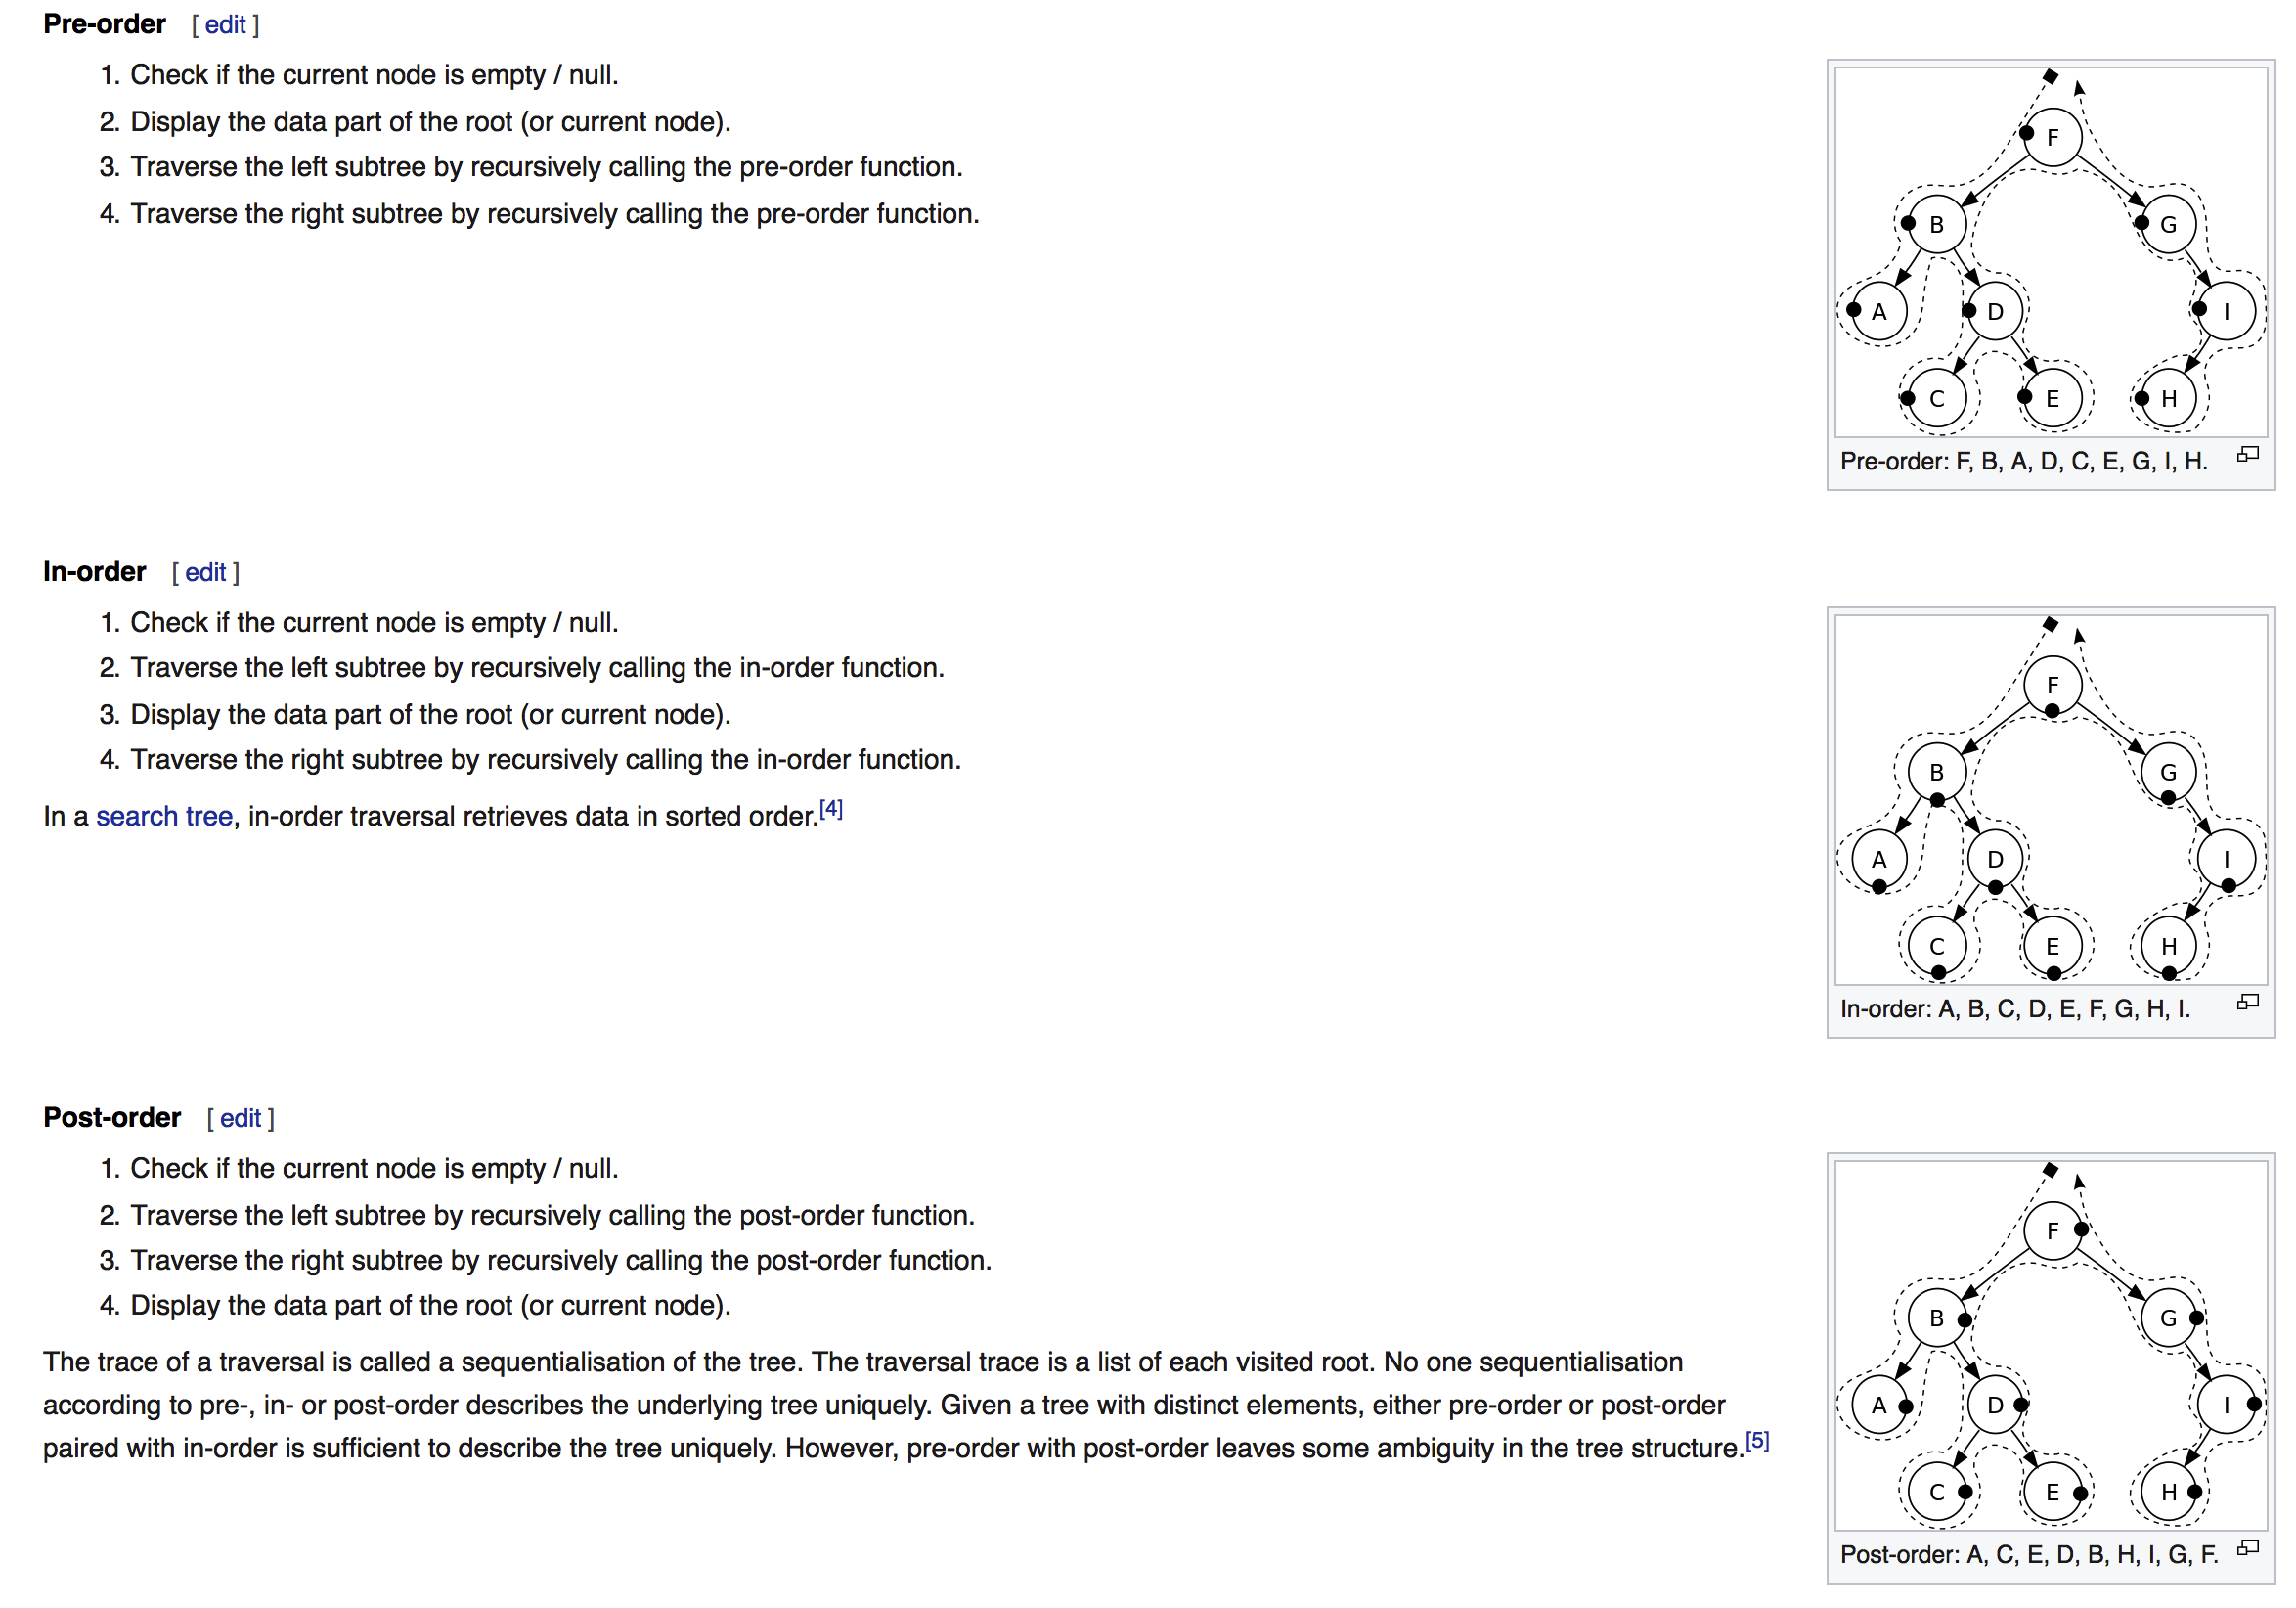 Pre-order [ edit ]
1. Check if the current node is empty / null.
2. Display the data part of the root (or current node).
3. Traverse the left subtree by recursively calling the pre-order function.
4. Traverse the right subtree by recursively calling the pre-order function.
F
B
G
A
D
I
C
E
H
Pre-order: F, B, A, D, C, E, G, I, H.
In-order [ edit ]
1. Check if the current node is empty / null.
2. Traverse the left subtree by recursively calling the in-order function.
3. Display the data part of the root (or current node).
4. Traverse the right subtree by recursively calling the in-order function.
In a search tree, in-order traversal retrieves data in sorted order.[4]
F
B
G
A
D
I
C
E
H
In-order: A, B, C, D, E, F, G, H, I.
Post-order [ edit ]
1. Check if the current node is empty / null.
2. Traverse the left subtree by recursively calling the post-order function.
3. Traverse the right subtree by recursively calling the post-order function.
4. Display the data part of the root (or current node).
The trace of a traversal is called a sequentialisation of the tree. The traversal trace is a list of each visited root. No one sequentialisation
according to pre-, in- or post-order describes the underlying tree uniquely. Given a tree with distinct elements, either pre-order or post-order
paired with in-order is sufficient to describe the tree uniquely. However, pre-order with post-order leaves some ambiguity in the tree structure.[5]
F
B
G
A
D
I
C
E
H
Post-order: A, C, E, D, B, H, I, G, F.